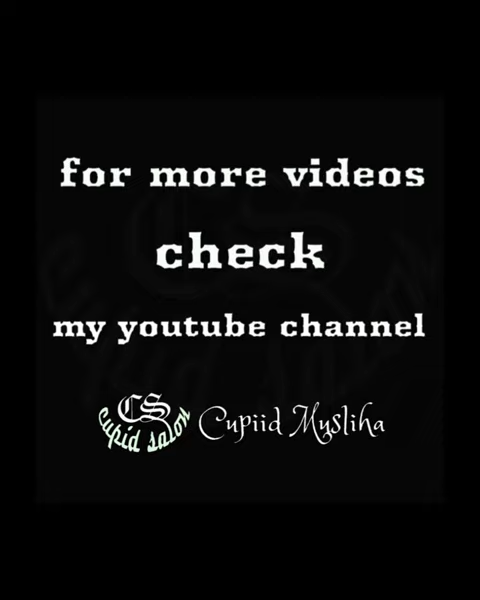 for more videos
check
my youtube channel
CS
cupid salon
Cupiid Mysliha